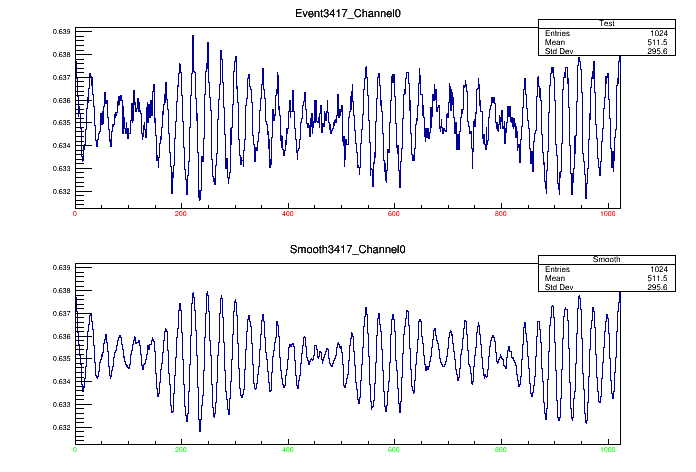 Event3417_Channel0
Test
Entries 1024
Mean 511.5
Std Dev 295.6
0.639
0.638
0.637
0.636
0.635
0.634
0.633
0.632
0 200 400 600 800 1000
Smooth3417_Channel0
Smooth
Entries 1024
Mean 511.5
Std Dev 295.6
0.639
0.638
0.637
0.636
0.635
0.634
0.633
0.632
0 200 400 600 800 1000